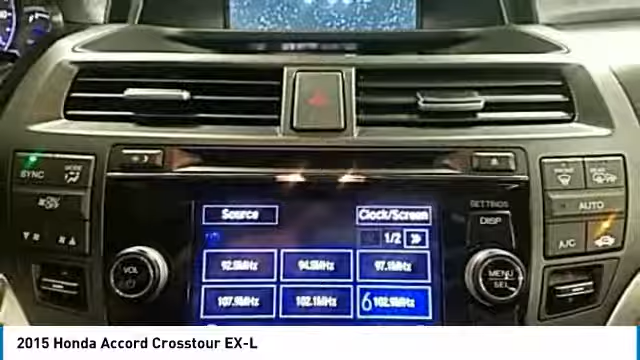 SYNC
MODE
SETTINGS
DISP
AUTO
A/C
Source
Clock/Screen
1/2
92.5MHz
94.5MHz
97.1MHz
107.9MHz
102.1MHz
6 102.9MHz
VOL
MENU
SEL
2015 Honda Accord Crosstour EX-L